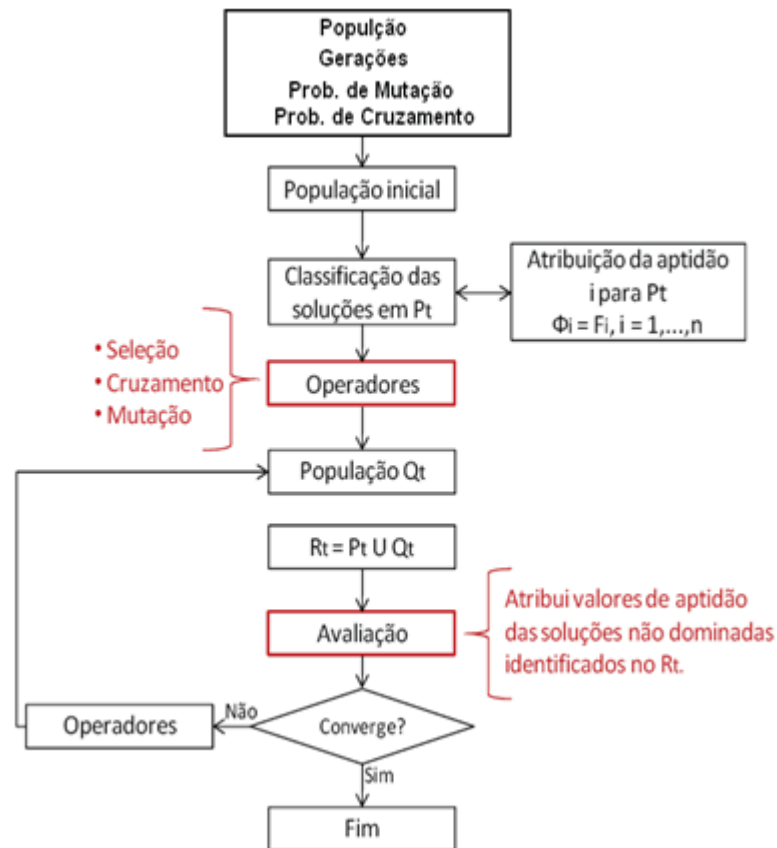 Populção
Gerações
Prob. de Mutação
Prob. de Cruzamento
População inicial
Classificação das
soluções em Pt
Atribuição da aptidão
i para Pt
Φi = Fi, i = 1,...,n
• Seleção
• Cruzamento
• Mutação
Operadores
População Qt
Rt = Pt U Qt
Avaliação
Atribui valores de aptidão
das soluções não dominadas
identificados no Rt.
Operadores
Não
Converge?
Sim
Fim